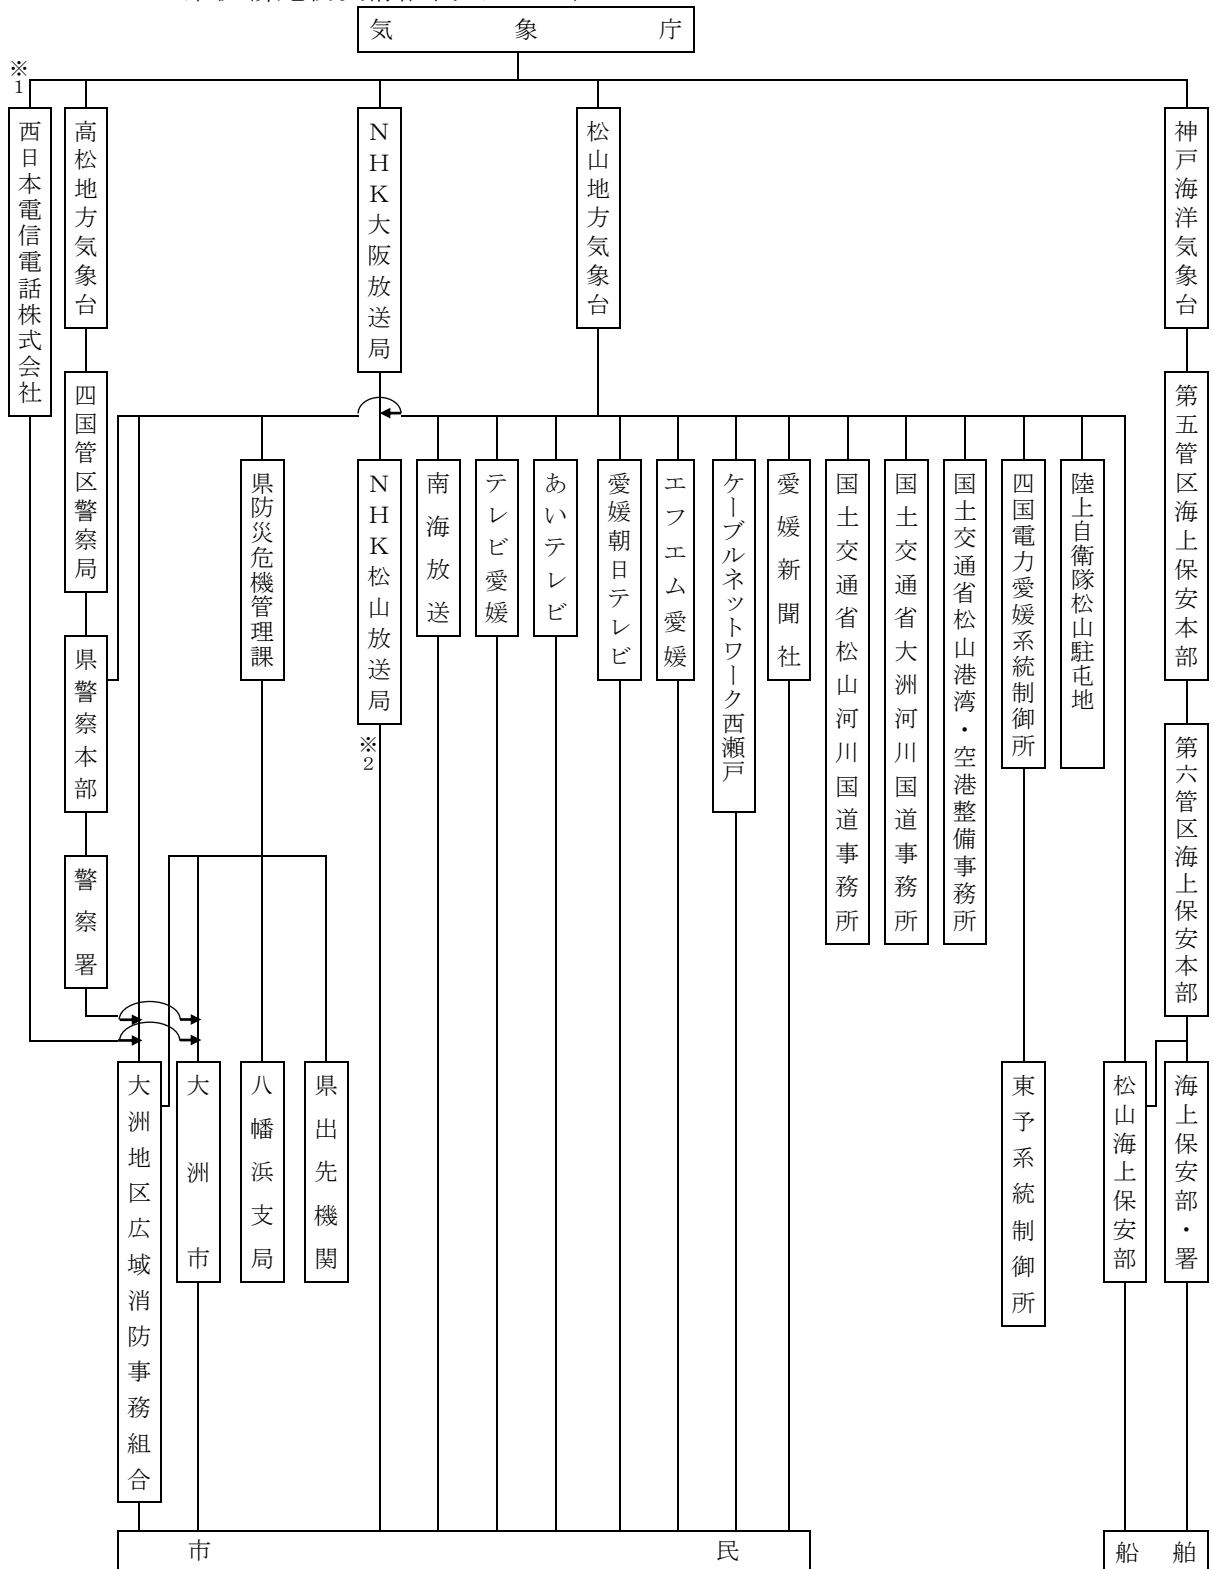 気象庁
※1
西日本電信電話株式会社
高松地方気象台
NHK大阪放送局
松山地方気象台
神戸海洋気象台
四国管区警察局
第五管区海上保安本部
県警察本部
県防災危機管理課
NHK松山放送局
※2
南海放送
テレビ愛媛
あいテレビ
愛媛朝日テレビ
エフエム愛媛
ケーブルネットワーク西瀬戸
愛媛新聞社
国土交通省松山河川国道事務所
国土交通省大洲河川国道事務所
国土交通省松山港湾・空港整備事務所
四国電力愛媛系統制御所
陸上自衛隊松山駐屯地
第六管区海上保安本部
警察署
大洲地区広域消防事務組合
大洲市
八幡浜支局
県出先機関
東予系統制御所
松山海上保安部
海上保安部・署
市民
船舶